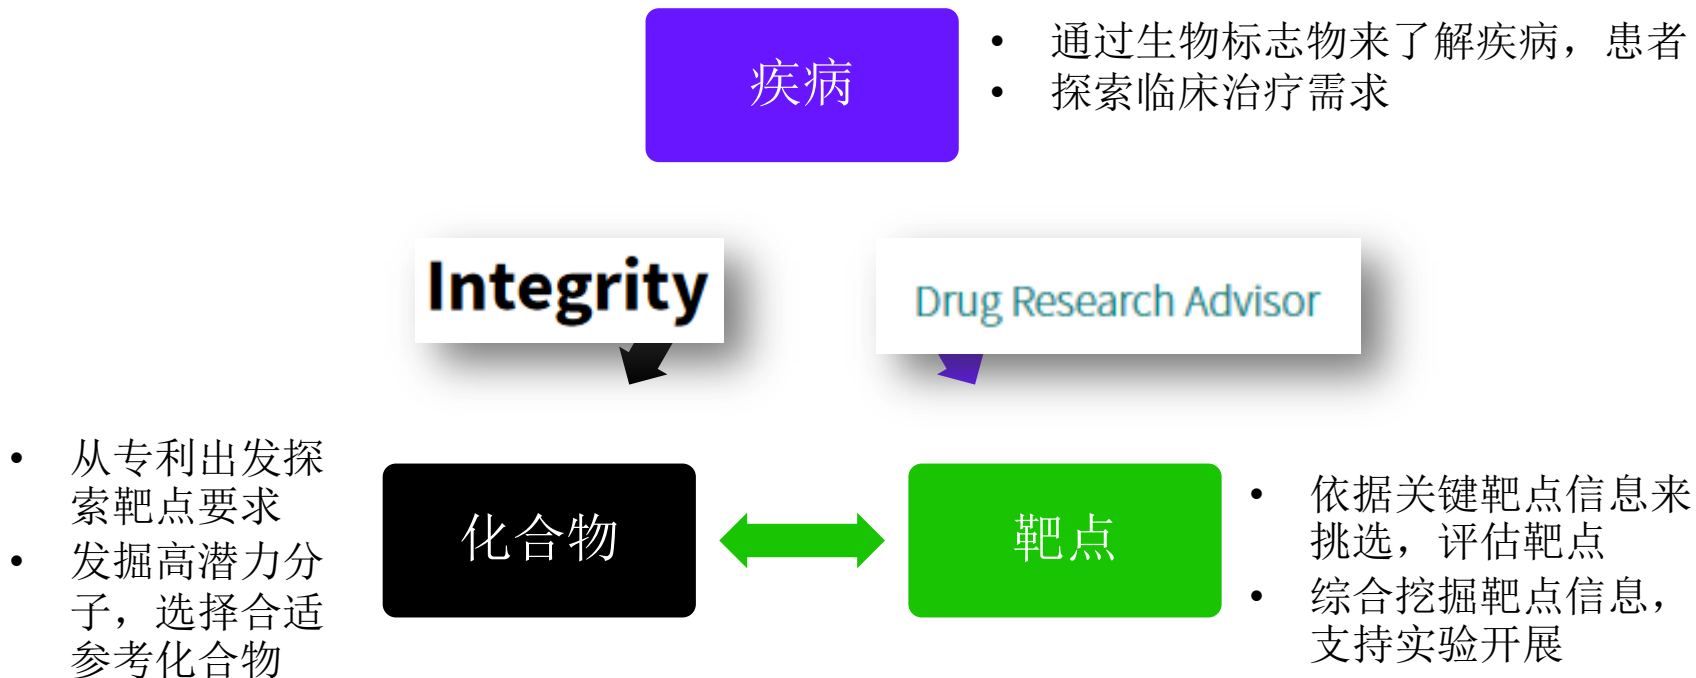 疾病
• 通过生物标志物来了解疾病，患者
• 探索临床治疗需求
Integrity
Drug Research Advisor
• 从专利出发探
索靶点要求
• 发掘高潜力分
子，选择合适
参考化合物
化合物
靶点
• 依据关键靶点信息来
挑选，评估靶点
• 综合挖掘靶点信息，
支持实验开展